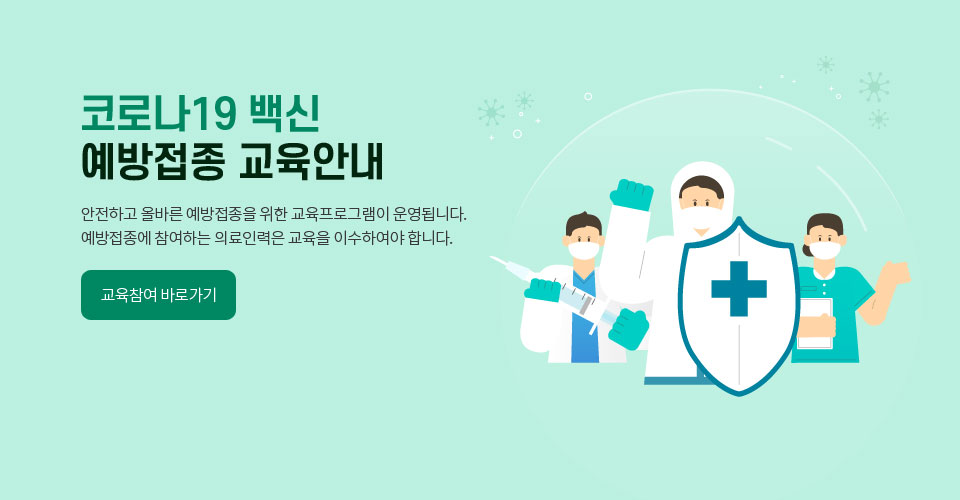 코로나19 백신
예방접종 교육안내
안전하고 올바른 예방접종을 위한 교육프로그램이 운영됩니다.
예방접종에 참여하는 의료인력은 교육을 이수하여야 합니다.
교육참여 바로가기